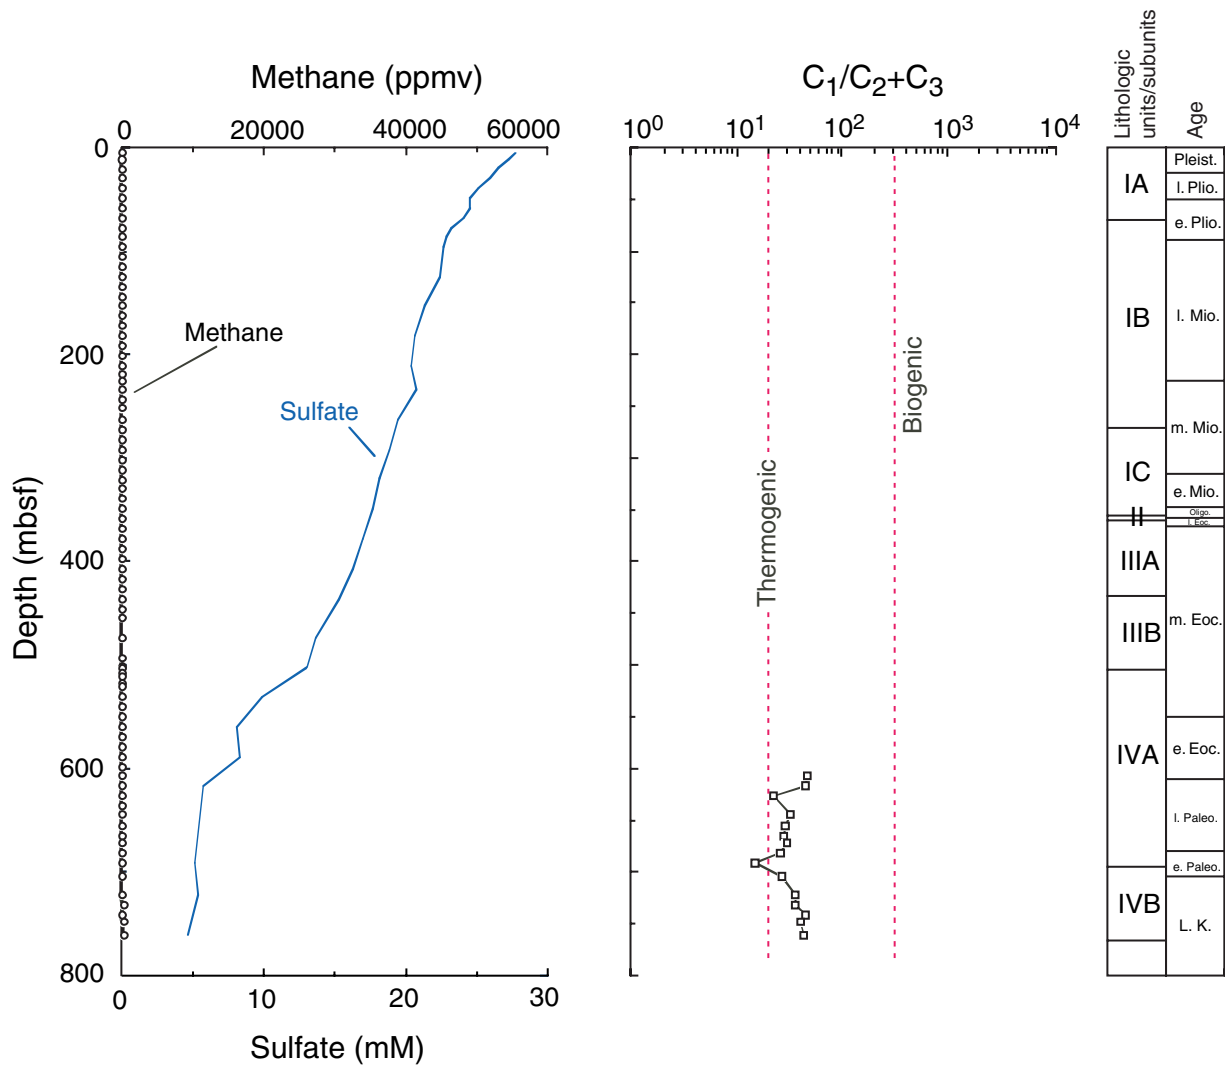 Methane (ppmv)
0 20000 40000 60000
0
200
400
600
800
Depth (mbsf)
Methane
Sulfate
0 10 20 30
Sulfate (mM)
C1/C2+C3
10^0 10^1 10^2 10^3 10^4
Thermogenic
Biogenic
Lithologic
units/subunits
Age
IA
IB
IC
II
IIIA
IIIB
IVA
IVB
Pleist.
l. Plio.
e. Plio.
l. Mio.
m. Mio.
e. Mio.
Oligo.
l. Eoc.
m. Eoc.
e. Eoc.
l. Paleo.
e. Paleo.
L. K.